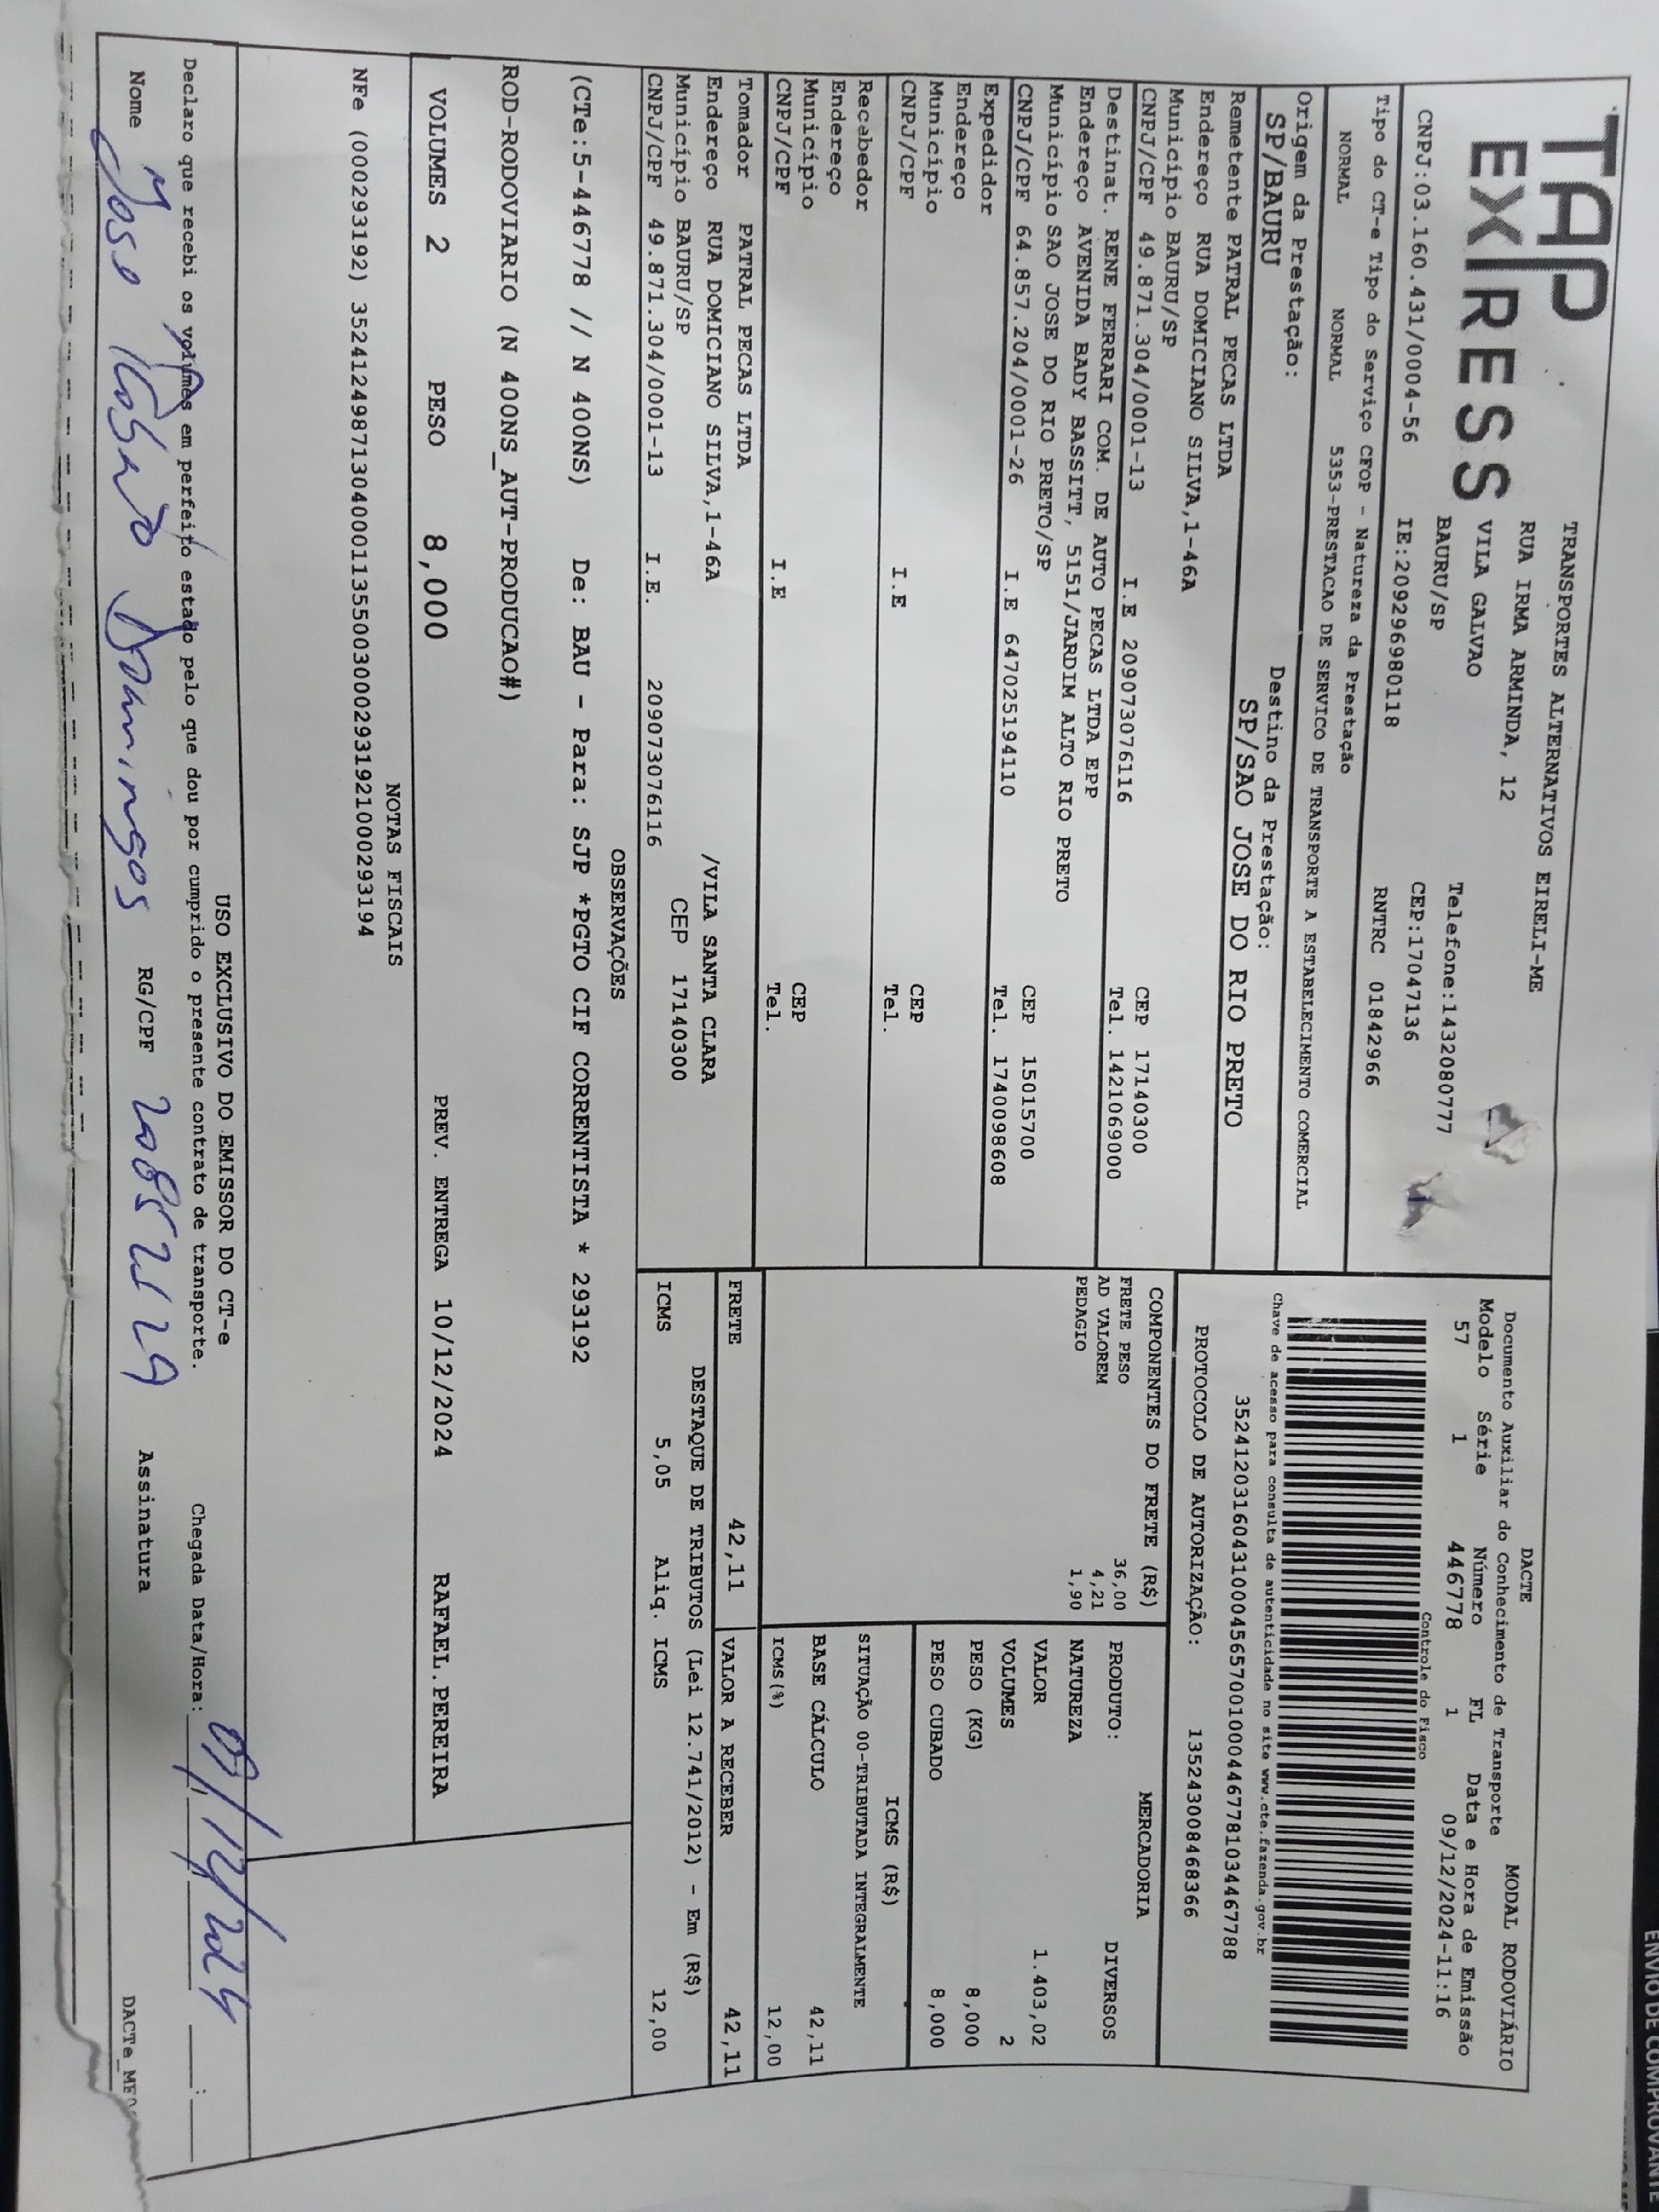 TAP EXPRESS
TRANSPORTES ALTERNATIVOS EIRELI-ME
RUA IRMA ARMINDA, 12
VILA GALVAO Telefone:1432080777
BAURU/SP CEP:17047136
CNPJ:03.160.431/0004-56 IE:209296980118 RNTRC 01842966
Tipo do CT-e Tipo do Serviço CFOP - Natureza da Prestação
NORMAL NORMAL 5353-PRESTACAO DE SERVICO DE TRANSPORTE A ESTABELECIMENTO COMERCIAL
Origem da Prestação: Destino da Prestação:
SP/BAURU SP/SAO JOSE DO RIO PRETO
DACTE MODAL RODOVIÁRIO
Documento Auxiliar do Conhecimento de Transporte
Modelo Série Número FL Data e Hora de Emissão
57 1 446778 1 09/12/2024-11:16
Controle do Fisco
Chave de acesso para consulta de autenticidade no site www.cte.fazenda.gov.br
35241203160431000456570010004467781034467788
PROTOCOLO DE AUTORIZAÇÃO: 135243008468366
Remetente PATRAL PECAS LTDA
Endereço RUA DOMICIANO SILVA,1-46A
Município BAURU/SP CEP 17140300
CNPJ/CPF 49.871.304/0001-13 I.E 209073076116 Tel. 1421069000
Destinat. RENE FERRARI COM. DE AUTO PECAS LTDA EPP
Endereço AVENIDA BADY BASSITT, 5151/JARDIM ALTO RIO PRETO
Município SAO JOSE DO RIO PRETO/SP CEP 15015700
CNPJ/CPF 64.857.204/0001-26 I.E 647025194110 Tel. 1740098608
Expedidor
Endereço
Município CEP
CNPJ/CPF I.E Tel.
Recebedor
Endereço
Município CEP
CNPJ/CPF I.E Tel.
Tomador PATRAL PECAS LTDA
Endereço RUA DOMICIANO SILVA,1-46A /VILA SANTA CLARA
Município BAURU/SP CEP 17140300
CNPJ/CPF 49.871.304/0001-13 I.E. 209073076116
COMPONENTES DO FRETE (R$)
FRETE PESO 36,00
AD VALOREM 4,21
PEDAGIO 1,90
MERCADORIA
PRODUTO: DIVERSOS
NATUREZA
VALOR 1.403,02
VOLUMES 2
PESO (KG) 8,000
PESO CUBADO 8,000
ICMS (R$)
SITUAÇÃO 00-TRIBUTADA INTEGRALMENTE
BASE CÁLCULO 42,11
ICMS(%) 12,00
FRETE 42,11 VALOR A RECEBER 42,11
DESTAQUE DE TRIBUTOS (Lei 12.741/2012) - Em (R$)
ICMS 5,05 Aliq. ICMS 12,00
OBSERVAÇÕES
(CTe:5-446778 // N 400NS) De: BAU - Para: SJP *PGTO CIF CORRENTISTA * 293192
ROD-RODOVIARIO (N 400NS_AUT-PRODUCAO#)
VOLUMES 2 PESO 8,000 PREV. ENTREGA 10/12/2024 RAFAEL.PEREIRA
NOTAS FISCAIS
NFe (000293192) 35241249871304000113550030002931921000293194
USO EXCLUSIVO DO EMISSOR DO CT-e
Declaro que recebi os volumes em perfeito estado pelo que dou por cumprido o presente contrato de transporte. Chegada Data/Hora: /12/2024 :
Nome Domingos RG/CPF Assinatura
DACTe_MF
ENVIO DE COMPROVANTE